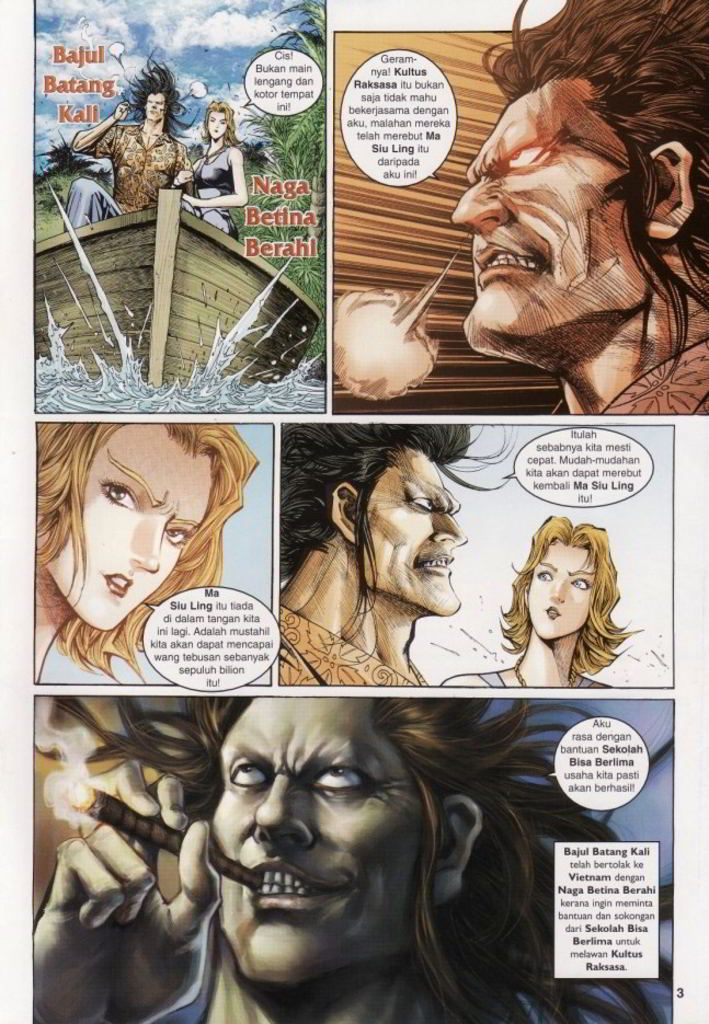 Bajul
Batang
Kali
Cis!
Bukan main
lengang dan
kotor tempat
ini!
Naga
Betina
Berahi
Geram-
nya! Kultus
Raksasa itu bukan
saja tidak mahu
bekerjasama dengan
aku, malahan mereka
telah merebut Ma
Siu Ling itu
daripada
aku ini!
Ma
Siu Ling itu tiada
di dalam tangan kita
ini lagi. Adalah mustahil
kita akan dapat mencapai
wang tebusan sebanyak
sepuluh bilion
itu!
Itulah
sebabnya kita mesti
cepat. Mudah-mudahan
kita akan dapat merebut
kembali Ma Siu Ling
itu!
Aku
rasa dengan
bantuan Sekolah
Bisa Berlima
usaha kita pasti
akan berhasil!
Bajul Batang Kali
telah bertolak ke
Vietnam dengan
Naga Betina Berahi
kerana ingin meminta
bantuan dan sokongan
dari Sekolah Bisa
Berlima untuk
melawan Kultus
Raksasa.
3